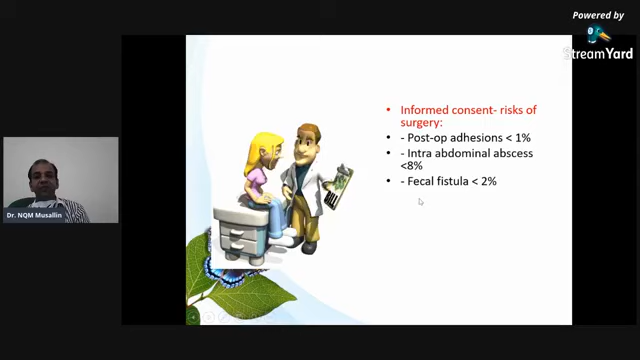 Powered by
StreamYard
• Informed consent- risks of
surgery:
• - Post-op adhesions < 1%
• - Intra abdominal abscess
<8%
• - Fecal fistula < 2%
Dr. NQM Musallin